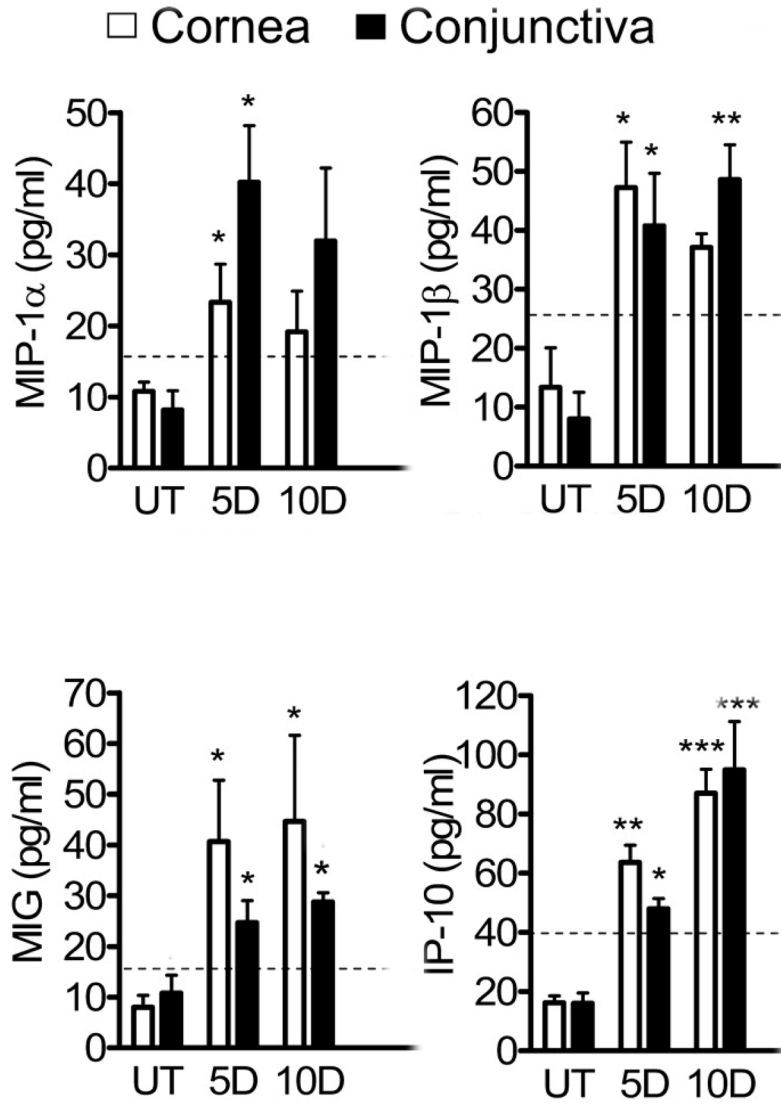 Cornea Conjunctiva
MIP-1α (pg/ml)
50
40
30
20
10
0
* * *
UT 5D 10D
MIP-1β (pg/ml)
60
50
40
30
20
10
0
* * **
UT 5D 10D
MIG (pg/ml)
70
60
50
40
30
20
10
0
* * * *
UT 5D 10D
IP-10 (pg/ml)
120
100
80
60
40
20
0
** * *** ***
UT 5D 10D